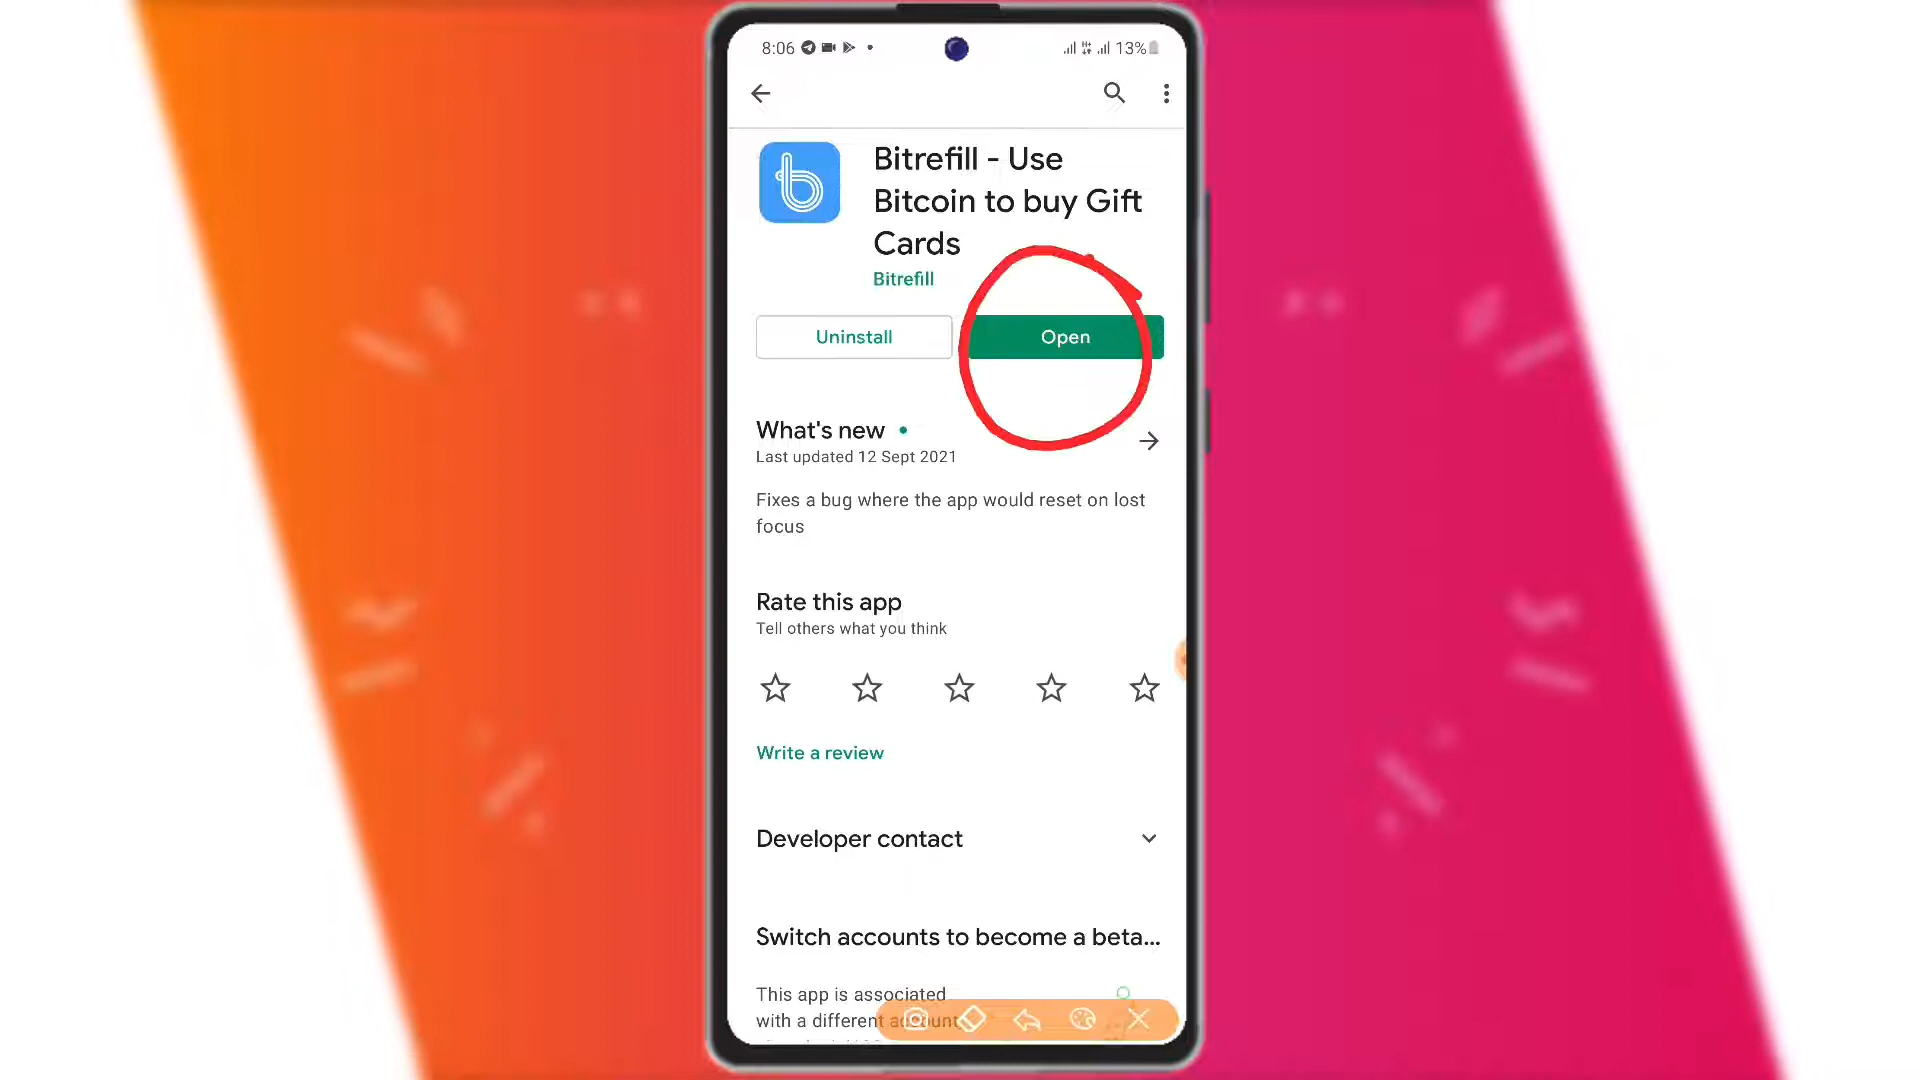 8:06
13%
Bitrefill - Use
Bitcoin to buy Gift
Cards
Bitrefill
Uninstall
Open
What's new
Last updated 12 Sept 2021
Fixes a bug where the app would reset on lost
focus
Rate this app
Tell others what you think
Write a review
Developer contact
Switch accounts to become a beta...
This app is associated
with a different account